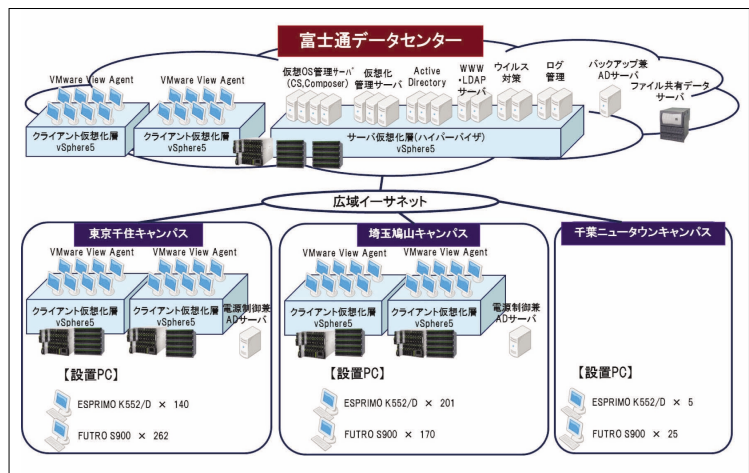 富士通データセンター
VMware View Agent
VMware View Agent
仮想OS管理サーバ
(CS,Composer)
仮想化
管理サーバ
Active
Directory
WWW
・LDAP
サーバ
ウイルス
対策
ログ
管理
バックアップ兼
ADサーバ
ファイル共有データ
サーバ
クライアント仮想化層
vSphere5
クライアント仮想化層
vSphere5
サーバ仮想化層(ハイパーバイザ)
vSphere5
広域イーサネット
東京千住キャンパス
VMware View Agent
VMware View Agent
クライアント仮想化層
vSphere5
クライアント仮想化層
vSphere5
電源制御兼
ADサーバ
【設置PC】
ESPRIMO K552/D × 140
FUTRO S900 × 262
埼玉鳩山キャンパス
VMware View Agent
VMware View Agent
クライアント仮想化層
vSphere5
クライアント仮想化層
vSphere5
電源制御兼
ADサーバ
【設置PC】
ESPRIMO K552/D × 201
FUTRO S900 × 170
千葉ニュータウンキャンパス
【設置PC】
ESPRIMO K552/D × 5
FUTRO S900 × 25